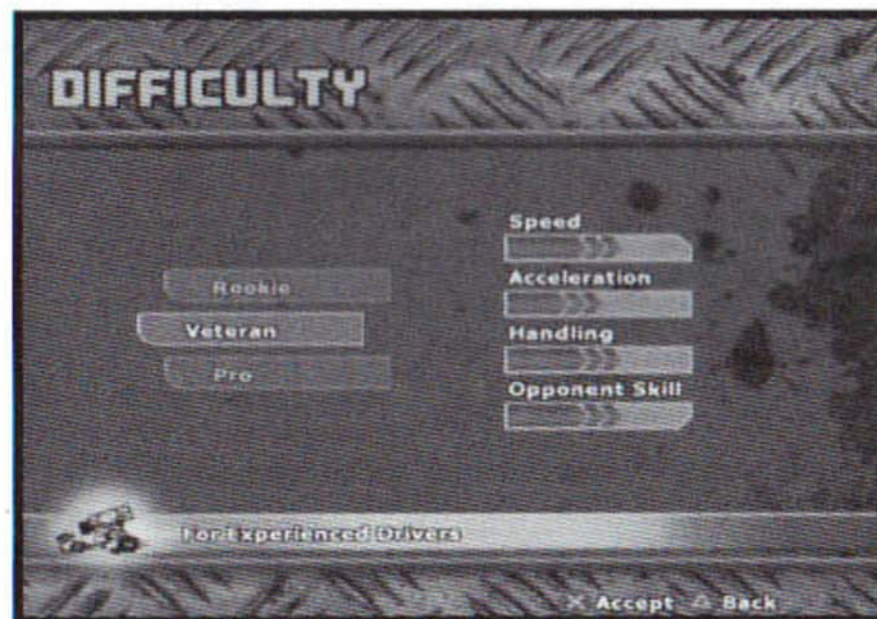 DIFFICULTY
Rookie
Veteran
Pro
Speed
Acceleration
Handling
Opponent Skill
For Experienced Drivers
Accept Back